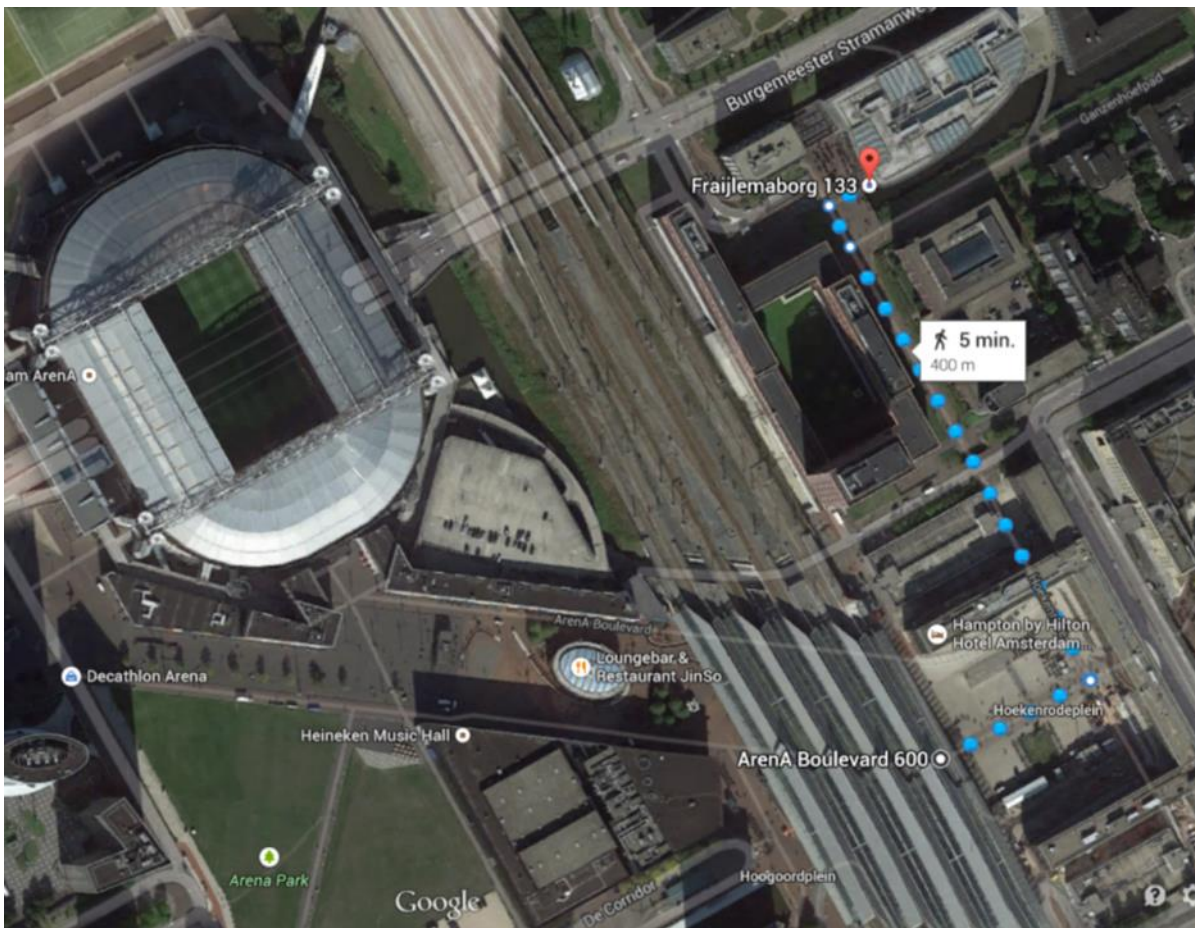 Burgemeester Stramanweg
Ganzenhoefpad
Fraijlemaborg 133
5 min.
400 m
am ArenA
Hampton by Hilton
Hotel Amsterdam...
ArenA Boulevard
Loungebar &
Restaurant JinSo
Decathlon Arena
Hoekenrodeplein
Heineken Music Hall
ArenA Boulevard 600
Arena Park
Hoogoordplein
Google
De Corridor
?